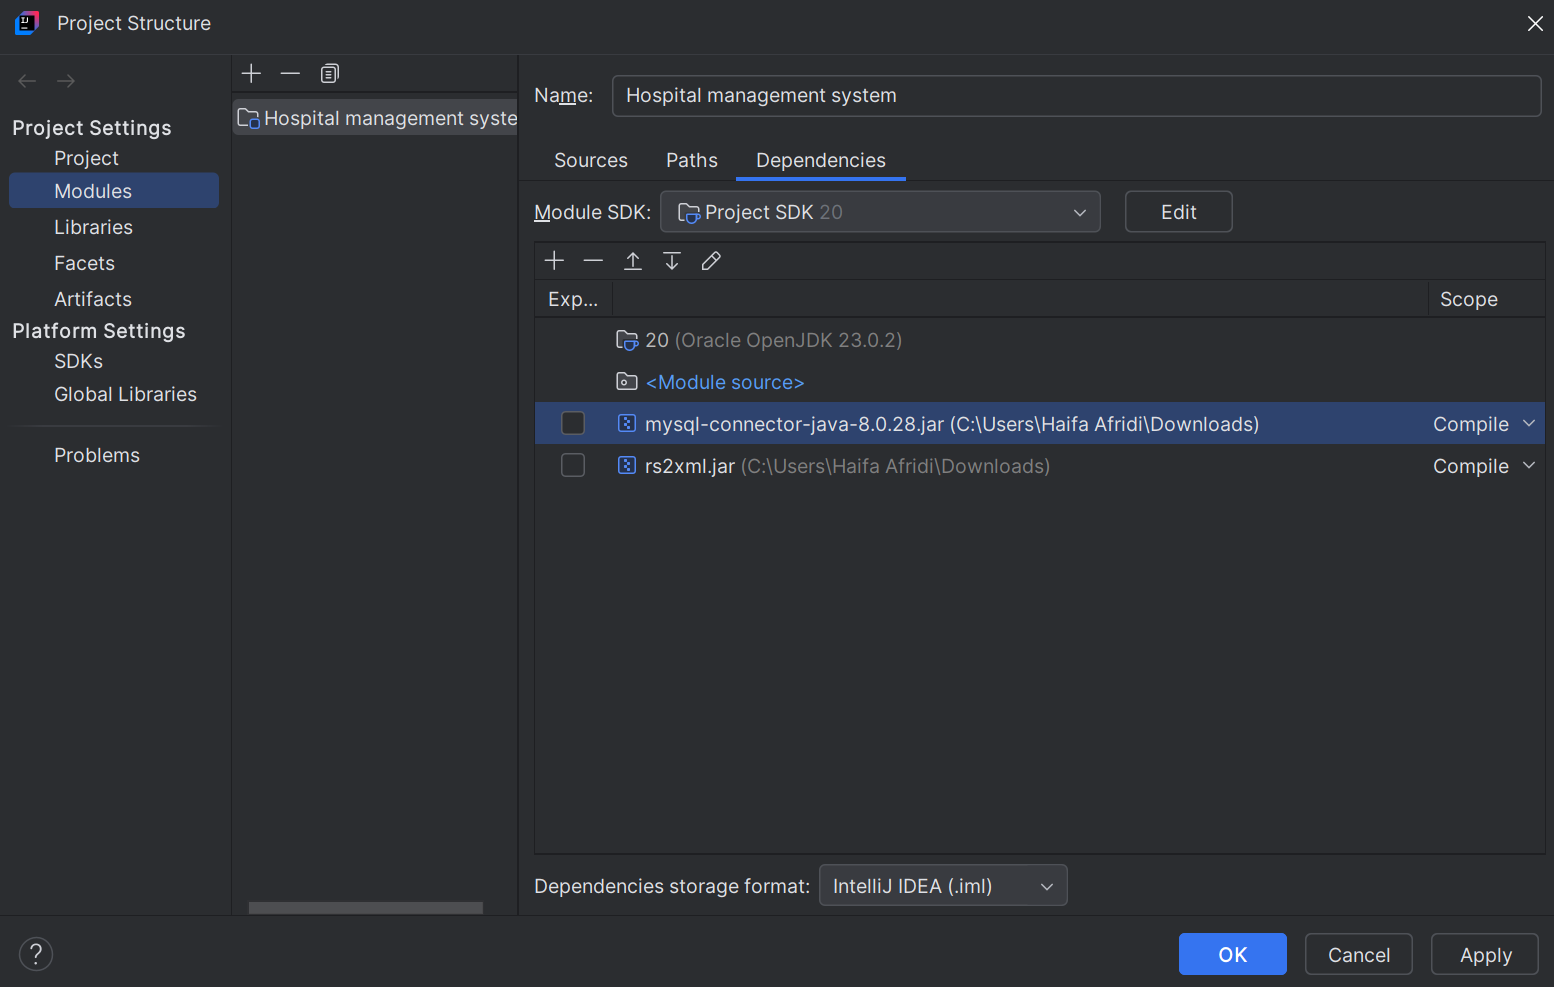 Project Structure
Project Settings
Project
Modules
Libraries
Facets
Artifacts
Platform Settings
SDKs
Global Libraries
Problems
Hospital management syste
Name: Hospital management system
Sources Paths Dependencies
Module SDK: Project SDK 20 Edit
Exp... Scope
20 (Oracle OpenJDK 23.0.2)
<Module source>
mysql-connector-java-8.0.28.jar (C:\Users\Haifa Afridi\Downloads) Compile
rs2xml.jar (C:\Users\Haifa Afridi\Downloads) Compile
Dependencies storage format: IntelliJ IDEA (.iml)
? OK Cancel Apply